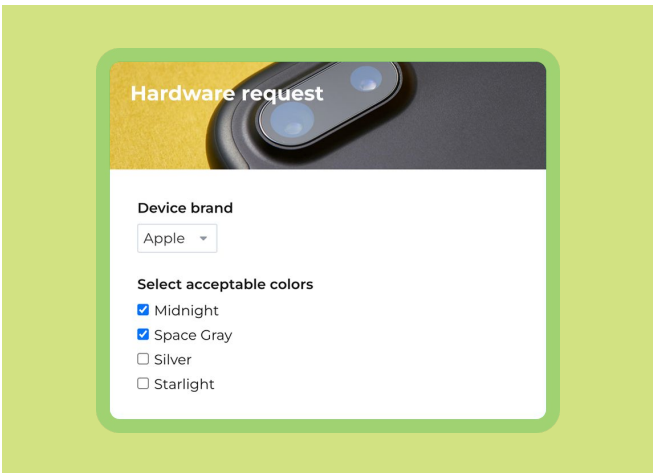 Hardware request
Device brand
Apple
Select acceptable colors
Midnight
Space Gray
Silver
Starlight